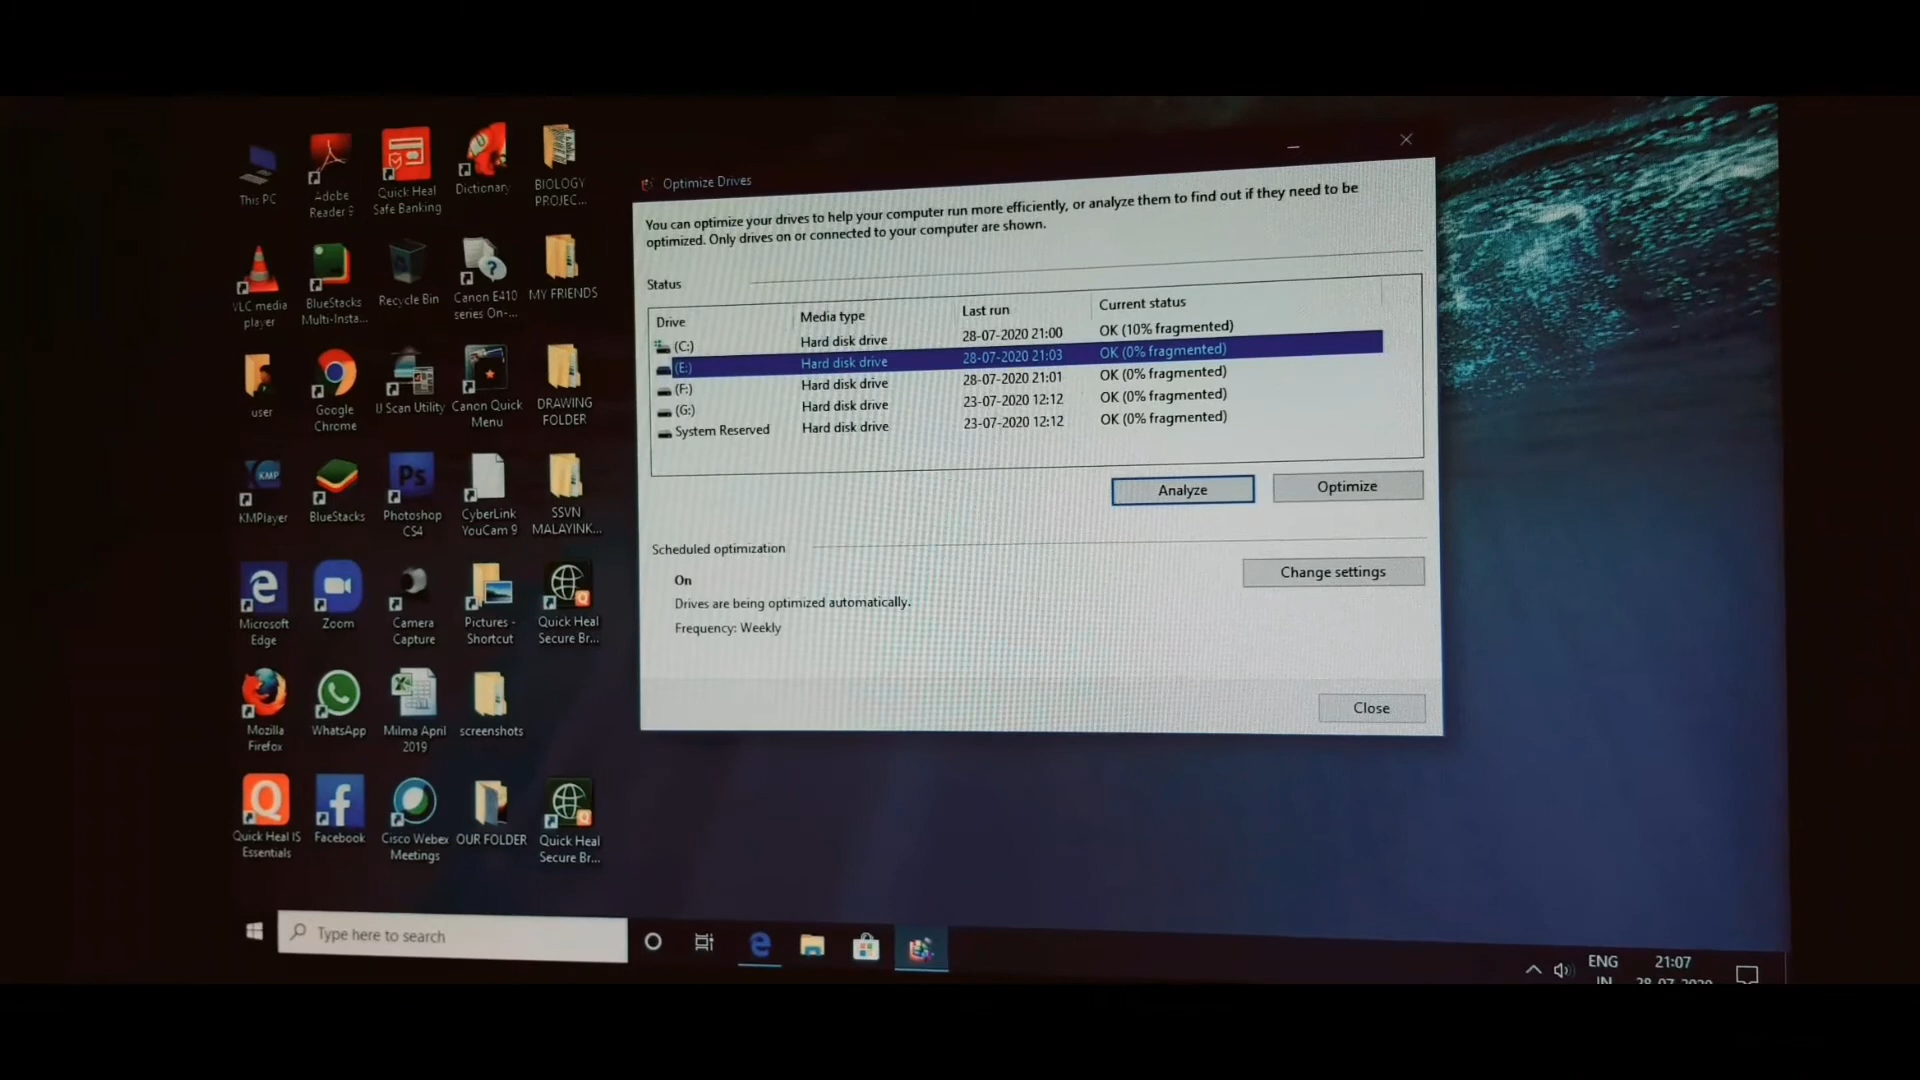 This PC
Adobe
Reader 9
Quick Heal
Safe Banking
Dictionary
BIOLOGY
PROJEC...
VLC media
player
BlueStacks
Multi-Insta...
Recycle Bin
Canon E410
series On-...
MY FRIENDS
user
Google
Chrome
IJ Scan Utility
Canon Quick
Menu
DRAWING
FOLDER
KMP
KMPlayer
BlueStacks
Ps
Photoshop
CS4
CyberLink
YouCam 9
SSVN
MALAYINK...
Microsoft
Edge
Zoom
Camera
Capture
Pictures -
Shortcut
Quick Heal
Secure Br...
Mozilla
Firefox
WhatsApp
Milma April
2019
screenshots
Quick Heal IS
Essentials
Facebook
Cisco Webex
Meetings
OUR FOLDER
Quick Heal
Secure Br...
Optimize Drives
You can optimize your drives to help your computer run more efficiently, or analyze them to find out if they need to be
optimized. Only drives on or connected to your computer are shown.
Status
Drive Media type Last run Current status
(C:) Hard disk drive 28-07-2020 21:00 OK (10% fragmented)
(E:) Hard disk drive 28-07-2020 21:03 OK (0% fragmented)
(F:) Hard disk drive 28-07-2020 21:01 OK (0% fragmented)
(G:) Hard disk drive 23-07-2020 12:12 OK (0% fragmented)
System Reserved Hard disk drive 23-07-2020 12:12 OK (0% fragmented)
Analyze Optimize
Scheduled optimization
On
Change settings
Drives are being optimized automatically.
Frequency: Weekly
Close
Type here to search
ENG 21:07
IN 28-07-2020